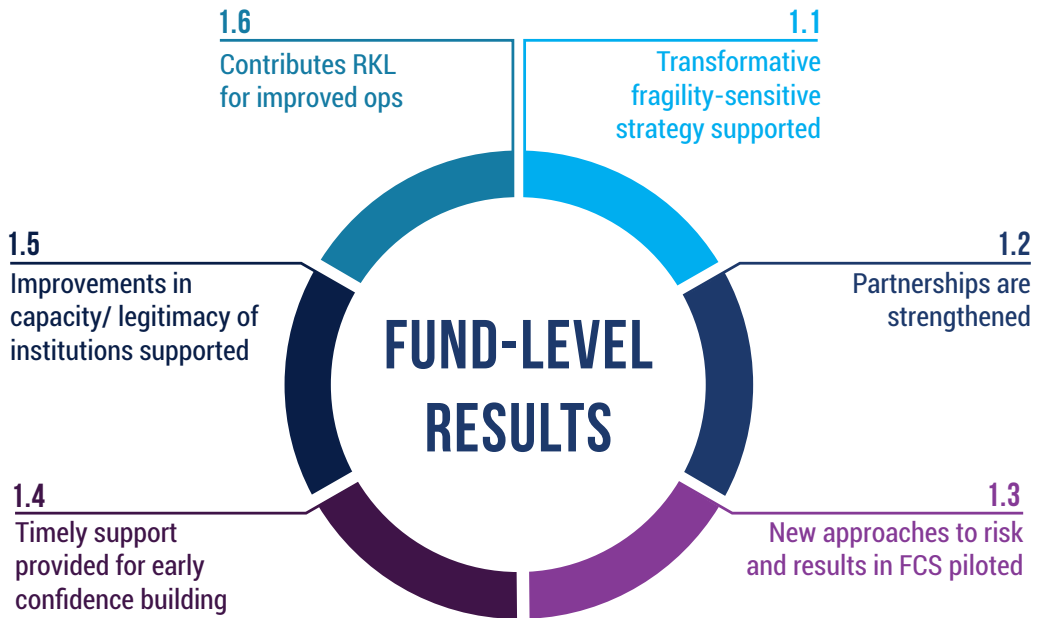 1.6
Contributes RKL
for improved ops
1.1
Transformative
fragility-sensitive
strategy supported
1.5
Improvements in
capacity/ legitimacy of
institutions supported
1.2
Partnerships are
strengthened
FUND-LEVEL
RESULTS
1.4
Timely support
provided for early
confidence building
1.3
New approaches to risk
and results in FCS piloted